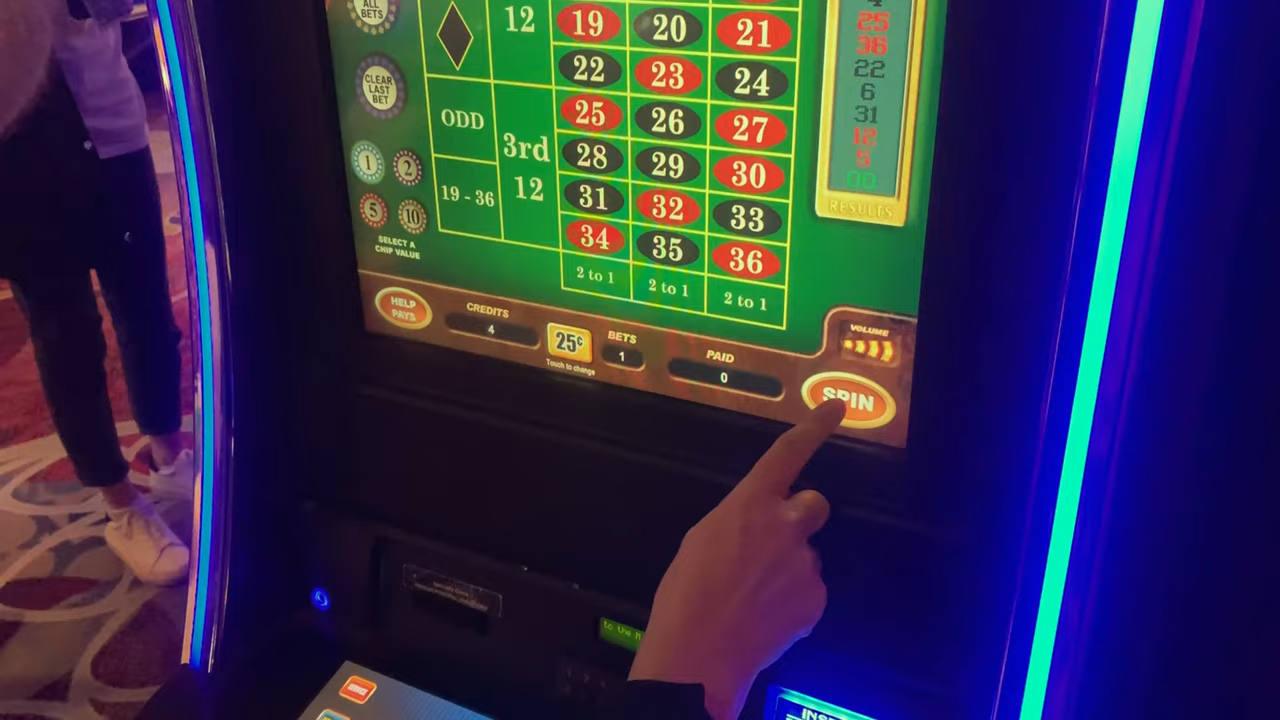 ALL
BETS
CLEAR
LAST
BET
1
2
5
10
SELECT A
CHIP VALUE
12
ODD
3rd
12
19 - 36
19 20 21
22 23 24
25 26 27
28 29 30
31 32 33
34 35 36
2 to 1 2 to 1 2 to 1
4
25
36
22
6
31
12
5
00
RESULTS
HELP
PAYS
CREDITS
4
25¢
Touch to change
BETS
1
PAID
0
VOLUME
SPIN
to the